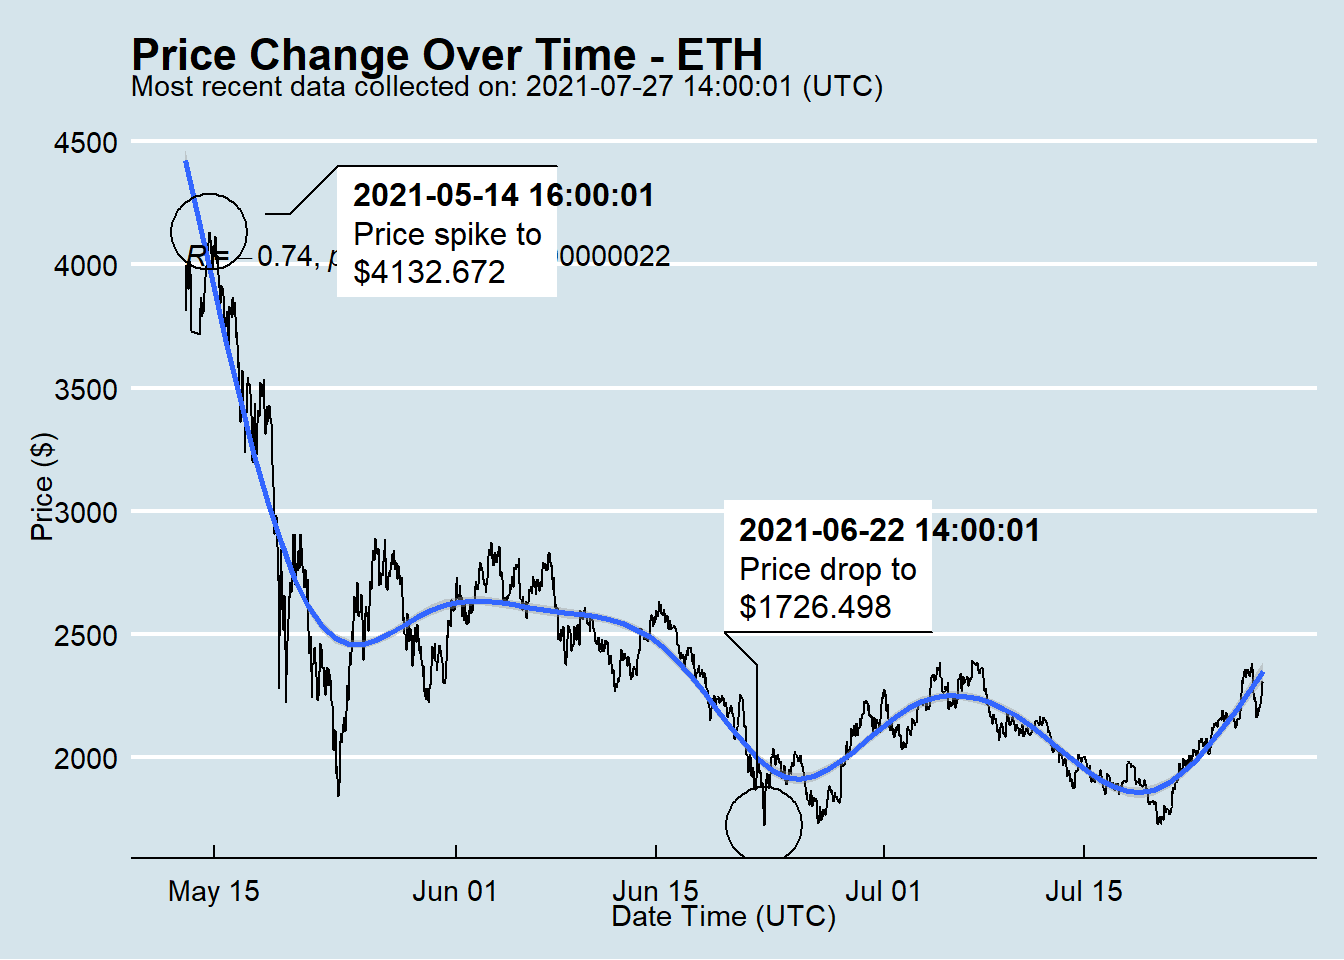 Price Change Over Time - ETH
Most recent data collected on: 2021-07-27 14:00:01 (UTC)
4500
4000
3500
3000
2500
2000
Price ($)
2021-05-14 16:00:01
Price spike to
$4132.672
R = −0.74, p 00000022
2021-06-22 14:00:01
Price drop to
$1726.498
May 15
Jun 01
Jun 15
Jul 01
Jul 15
Date Time (UTC)